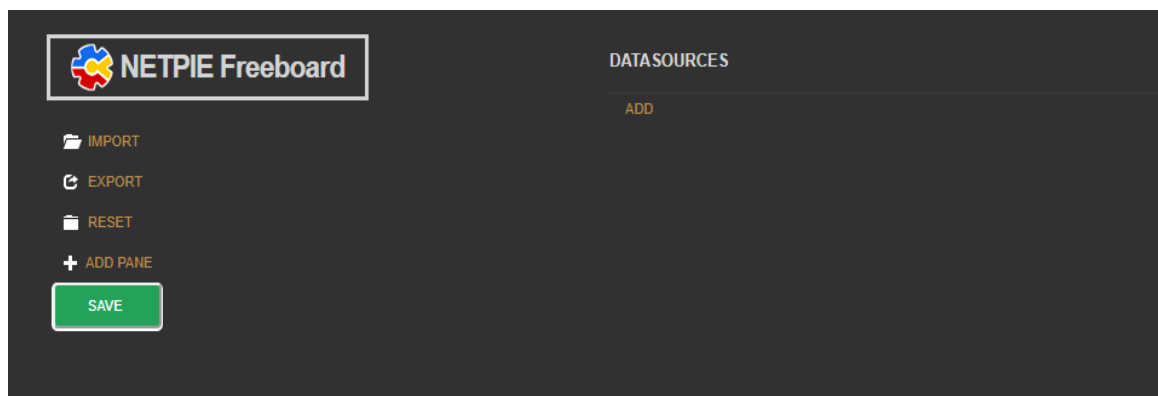 NETPIE Freeboard
IMPORT
EXPORT
RESET
ADD PANE
SAVE
DATASOURCES
ADD